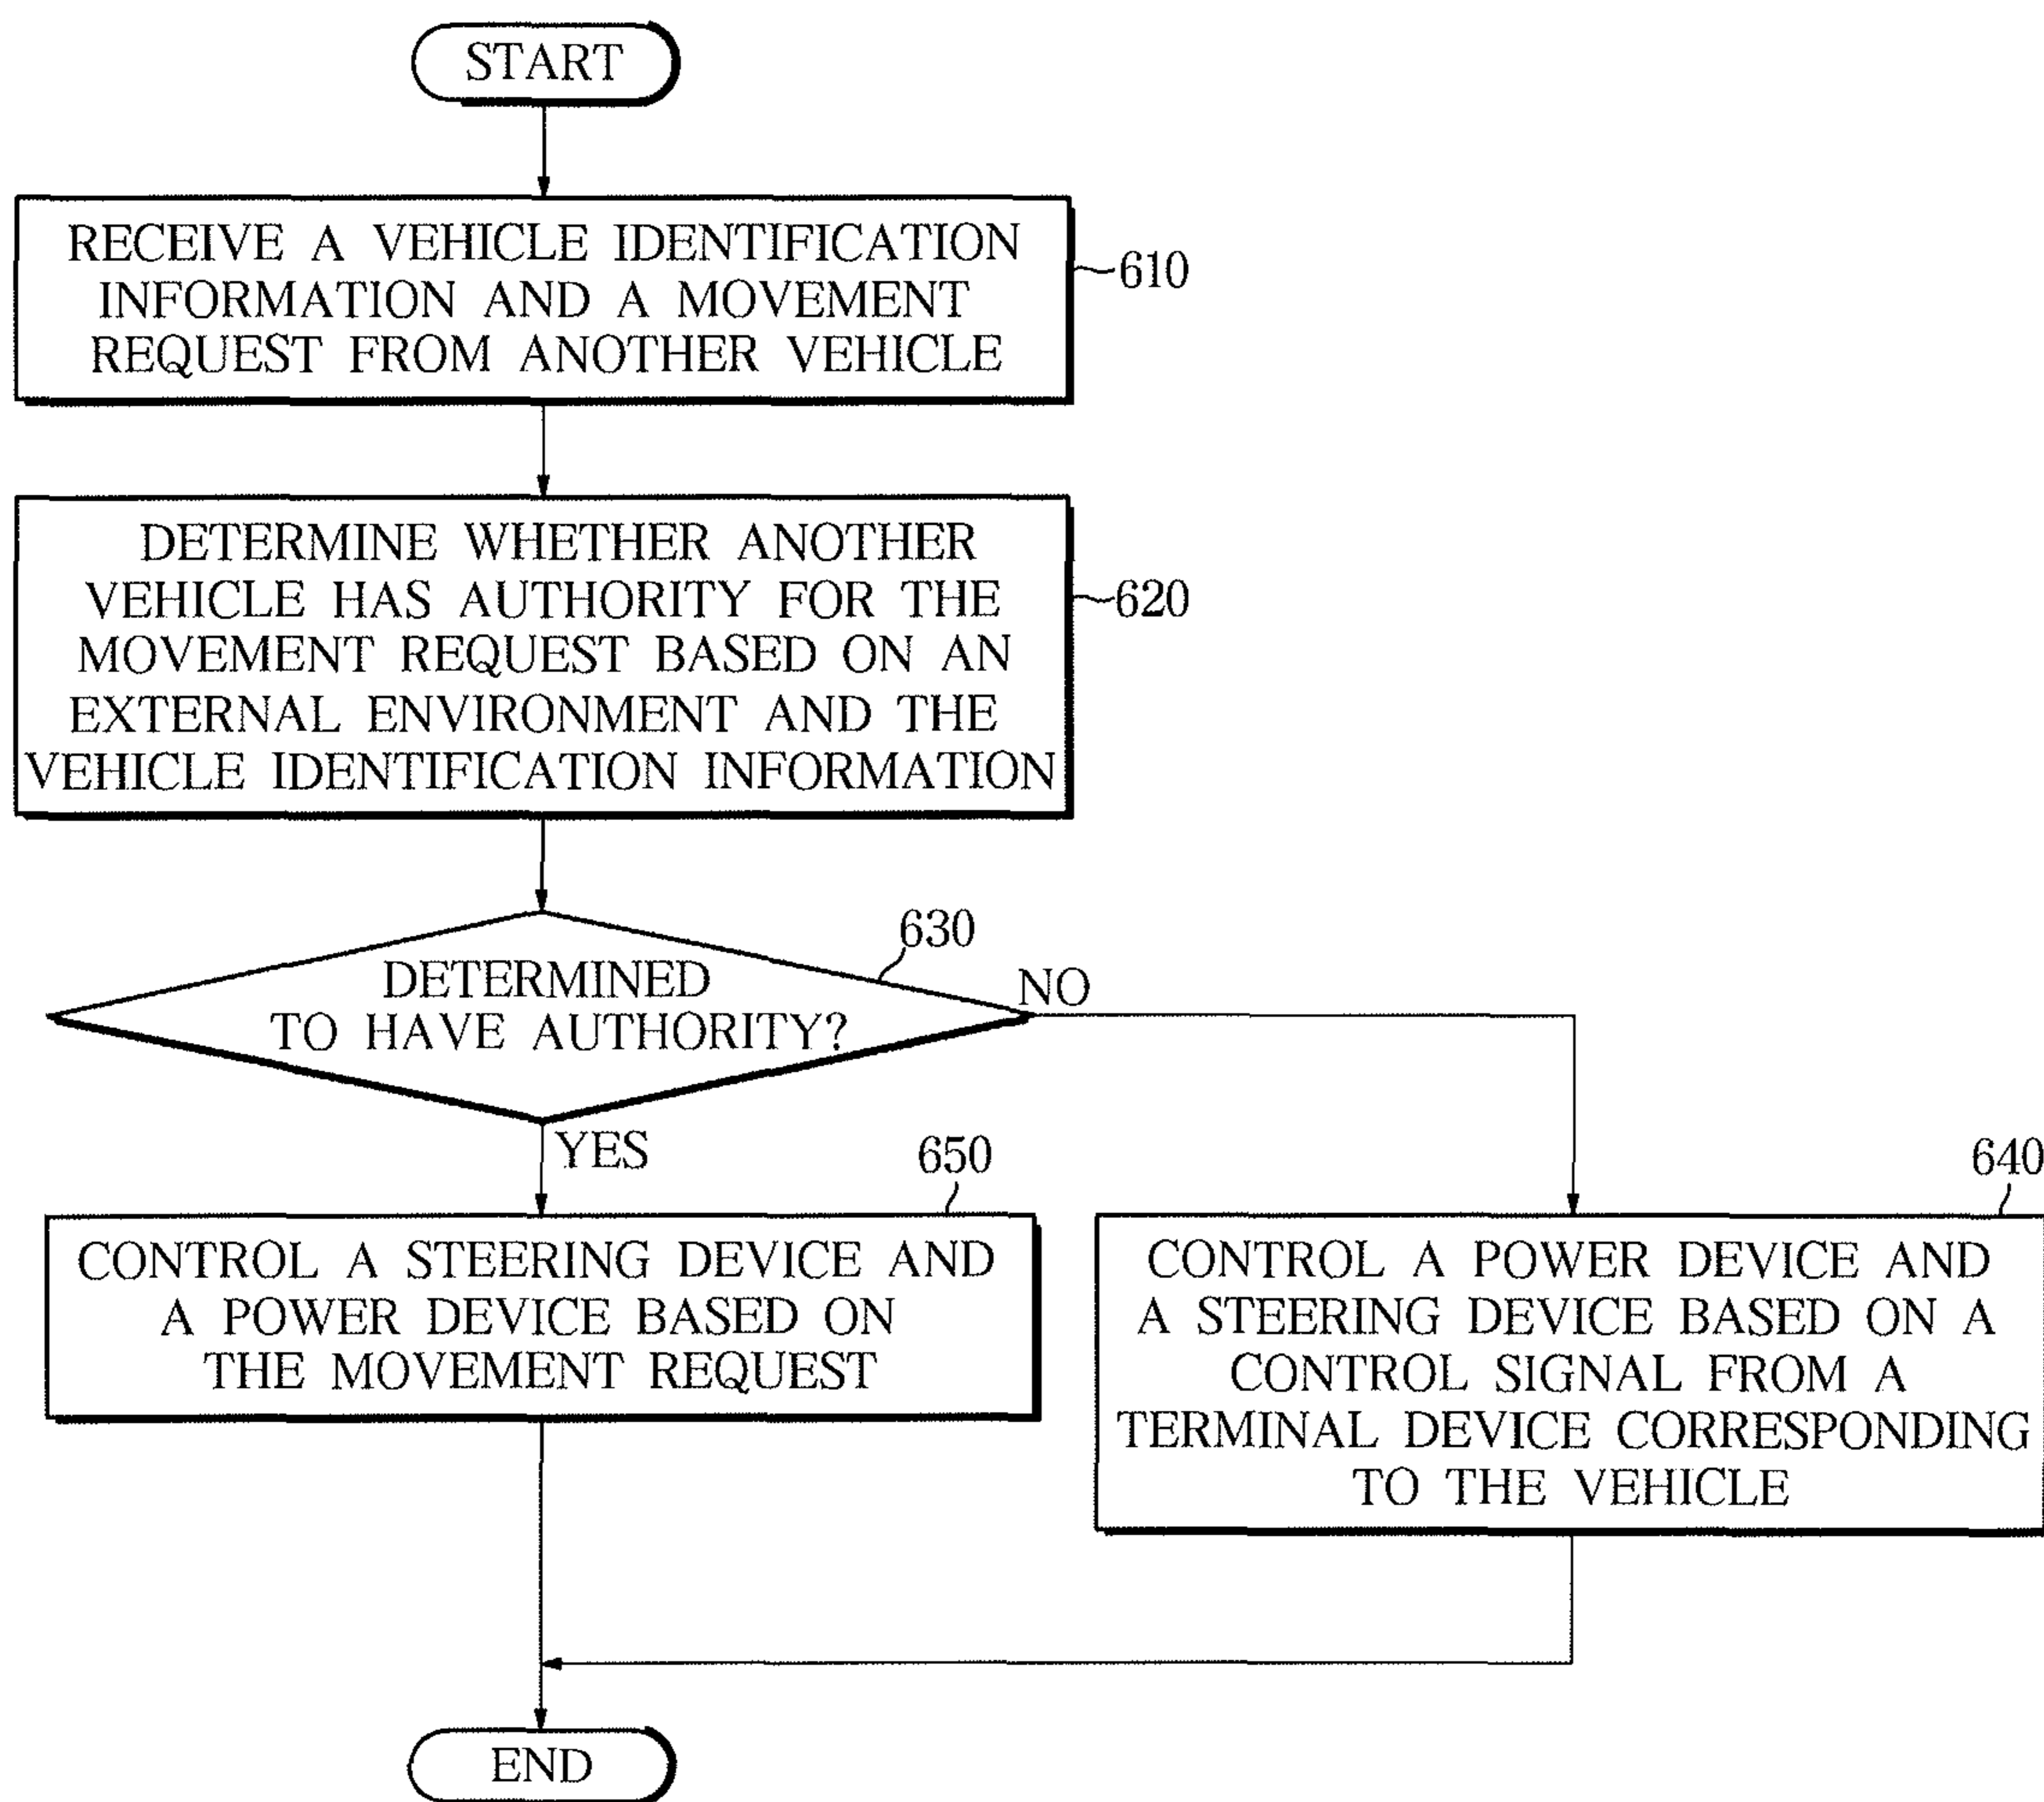 START
RECEIVE A VEHICLE IDENTIFICATION
INFORMATION AND A MOVEMENT
REQUEST FROM ANOTHER VEHICLE
610
DETERMINE WHETHER ANOTHER
VEHICLE HAS AUTHORITY FOR THE
MOVEMENT REQUEST BASED ON AN
EXTERNAL ENVIRONMENT AND THE
VEHICLE IDENTIFICATION INFORMATION
620
630
DETERMINED
TO HAVE AUTHORITY?
NO
YES
650
CONTROL A STEERING DEVICE AND
A POWER DEVICE BASED ON
THE MOVEMENT REQUEST
640
CONTROL A POWER DEVICE AND
A STEERING DEVICE BASED ON A
CONTROL SIGNAL FROM A
TERMINAL DEVICE CORRESPONDING
TO THE VEHICLE
END